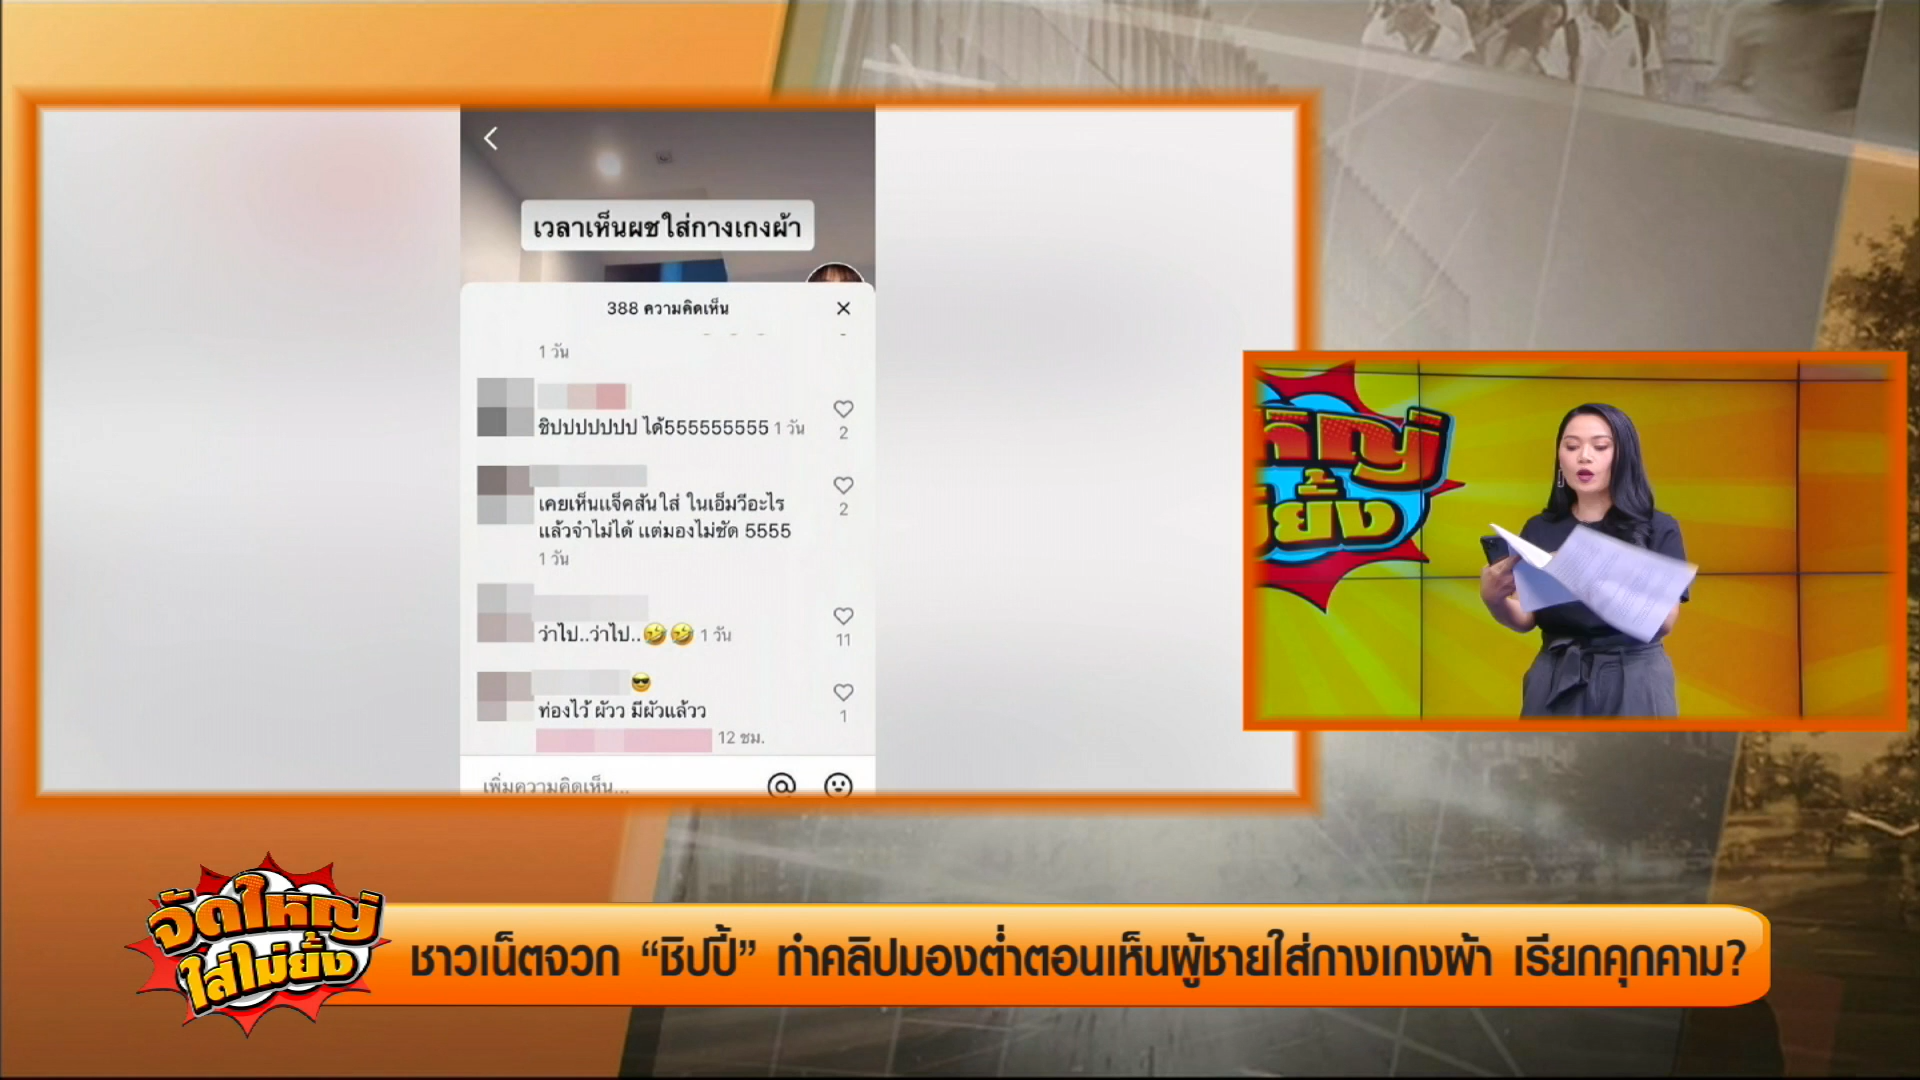 เวลาเห็นผชใส่กางเกงผ้า
388 ความคิดเห็น
1 วัน
ชิปปปปปปป ได้555555555 1 วัน
2
เคยเห็นแจ็คสันใส่ ในเอ็มวีอะไร
แล้วจำไม่ได้ แต่มองไม่ชัด 5555
2
1 วัน
ว่าไป..ว่าไป..🤣🤣 1 วัน
11
😎
ท่องไว้ ผัวว มีผัวแล้วว
1
12 ชม.
เพิ่มความคิดเห็น...
หญ่
ยั้ง
จัดใหญ่
ใส่ไม่ยั้ง
ชาวเน็ตจวก “ชิปปี้” ทำคลิปมองต่ำตอนเห็นผู้ชายใส่กางเกงผ้า เรียกคุกคาม?